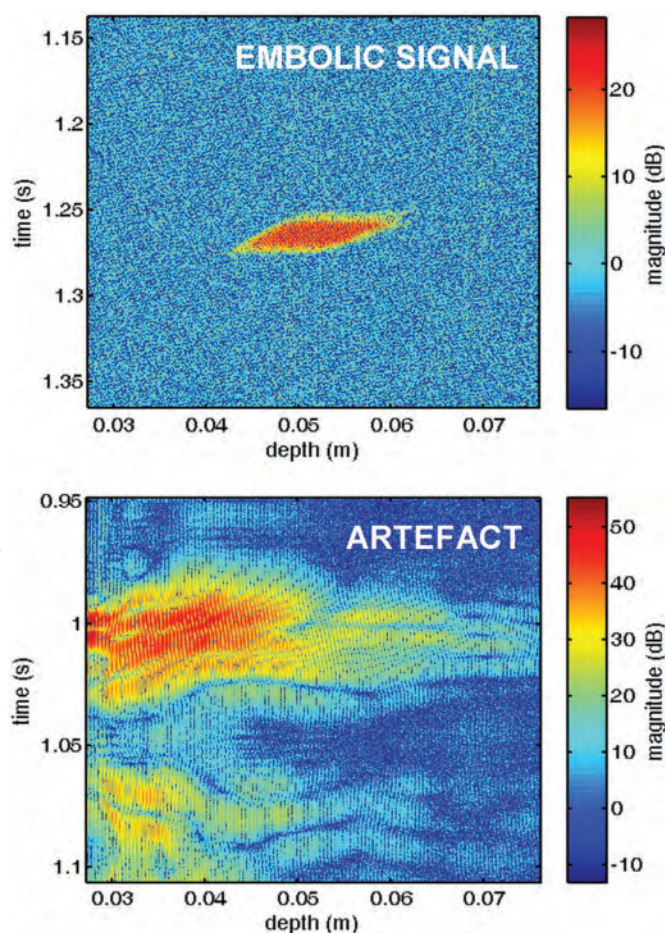 EMBOLIC SIGNAL
1.15
1.2
1.25
1.3
1.35
time (s)
0.03 0.04 0.05 0.06 0.07
depth (m)
20
10
0
-10
magnitude (dB)
ARTEFACT
0.95
1
1.05
1.1
time (s)
0.03 0.04 0.05 0.06 0.07
depth (m)
50
40
30
20
10
0
-10
magnitude (dB)